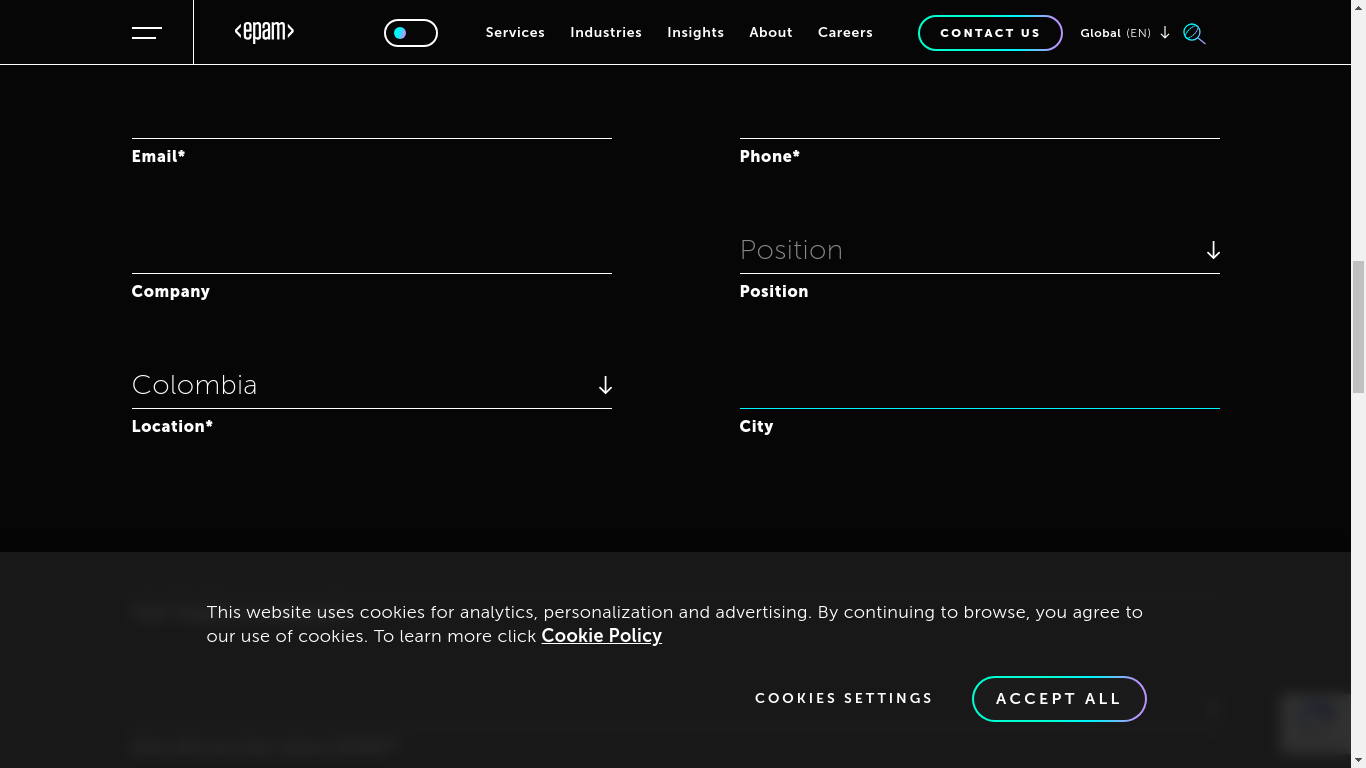 <epam>
Services Industries Insights About Careers
CONTACT US
Global (EN)
Email*
Phone*
Company
Position
Position
Colombia
Location*
City
This website uses cookies for analytics, personalization and advertising. By continuing to browse, you agree to
our use of cookies. To learn more click Cookie Policy
COOKIES SETTINGS
ACCEPT ALL